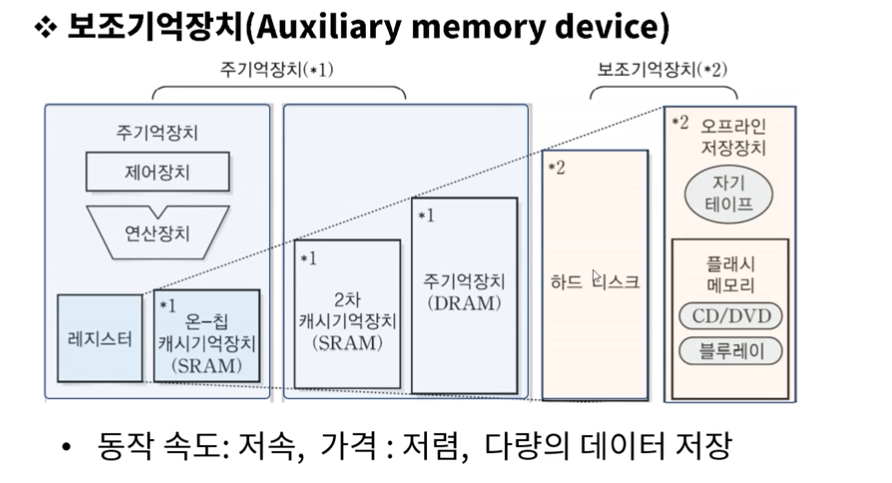 ❖ 보조기억장치(Auxiliary memory device)
주기억장치(*1)
보조기억장치(*2)
주기억장치
제어장치
연산장치
레지스터
*1
온-칩
캐시기억장치
(SRAM)
*1
2차
캐시기억장치
(SRAM)
*1
주기억장치
(DRAM)
*2
하드 디스크
*2 오프라인
저장장치
자기
테이프
플래시
메모리
CD/DVD
블루레이
• 동작 속도: 저속, 가격 : 저렴, 다량의 데이터 저장